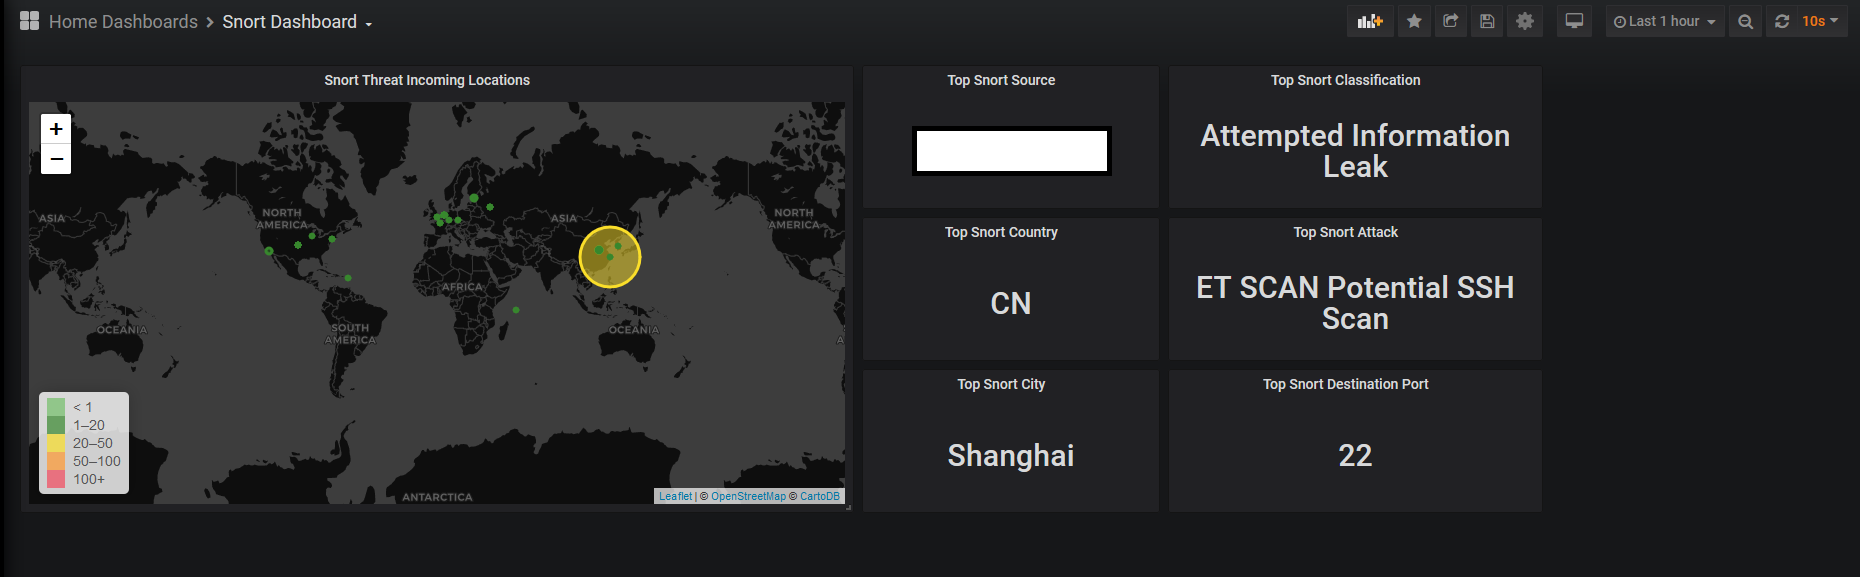 Home Dashboards > Snort Dashboard
Last 1 hour
10s
Snort Threat Incoming Locations
+
−
ASIA
NORTH
AMERICA
ASIA
NORTH
AMERICA
AFRICA
OCEANIA
SOUTH
AMERICA
OCEANIA
A
ANTARCTICA
< 1
1–20
20–50
50–100
100+
Leaflet | © OpenStreetMap © CartoDB
Top Snort Source
Top Snort Classification
Attempted Information
Leak
Top Snort Country
CN
Top Snort Attack
ET SCAN Potential SSH
Scan
Top Snort City
Shanghai
Top Snort Destination Port
22